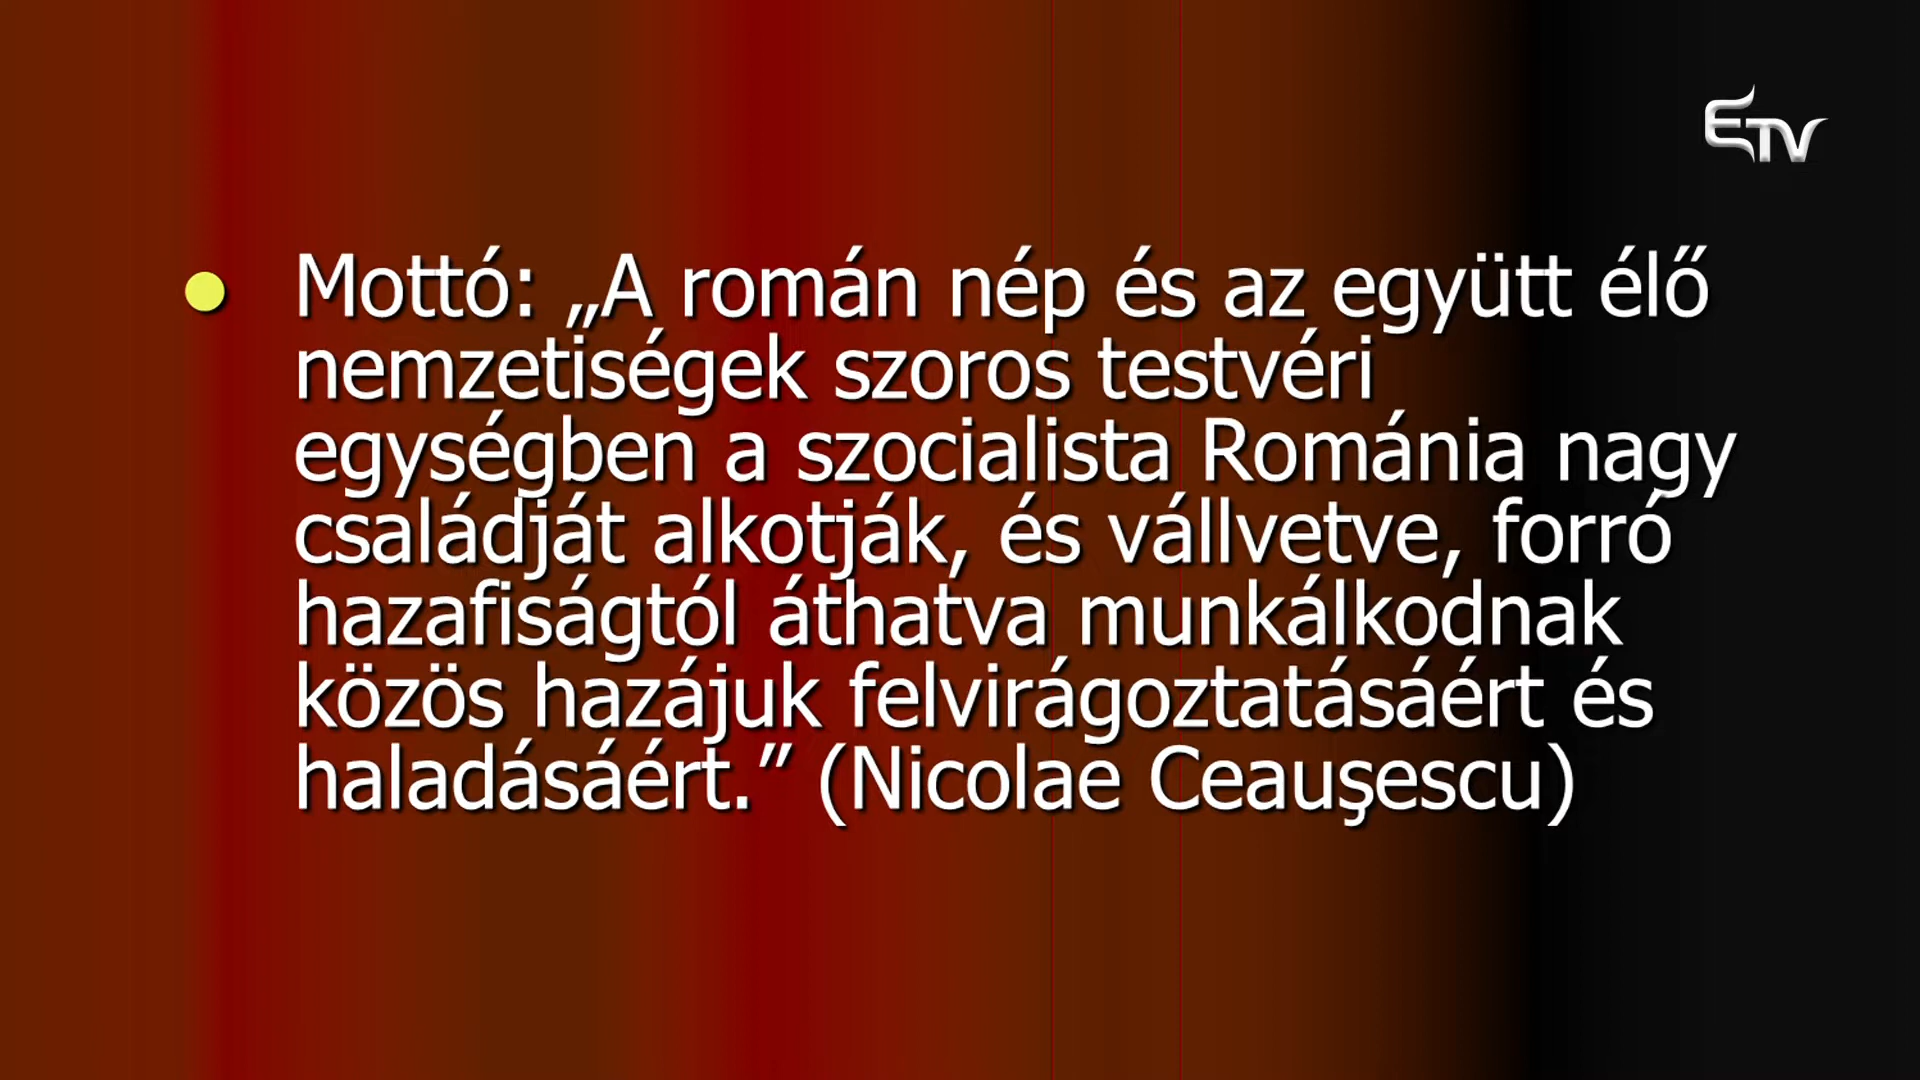 ETV
Mottó: „A román nép és az együtt élő
nemzetiségek szoros testvéri
egységben a szocialista Románia nagy
családját alkotják, és vállvetve, forró
hazafiságtól áthatva munkálkodnak
közös hazájuk felvirágoztatásáért és
haladásáért.” (Nicolae Ceauşescu)